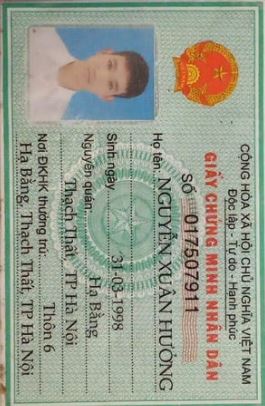 CỘNG HÒA XÃ HỘI CHỦ NGHĨA VIỆT NAM
Độc lập - Tự do - Hạnh phúc
GIẤY CHỨNG MINH NHÂN DÂN
SỐ 017507911
Họ tên: NGUYỄN XUÂN HƯỞNG
Sinh ngày 31-03-1998
Nguyên quán: Hạ Bằng
Thạch Thất, TP Hà Nội
Nơi ĐKHK thường trú: Thôn 6
Hạ Bằng, Thạch Thất, TP Hà Nội